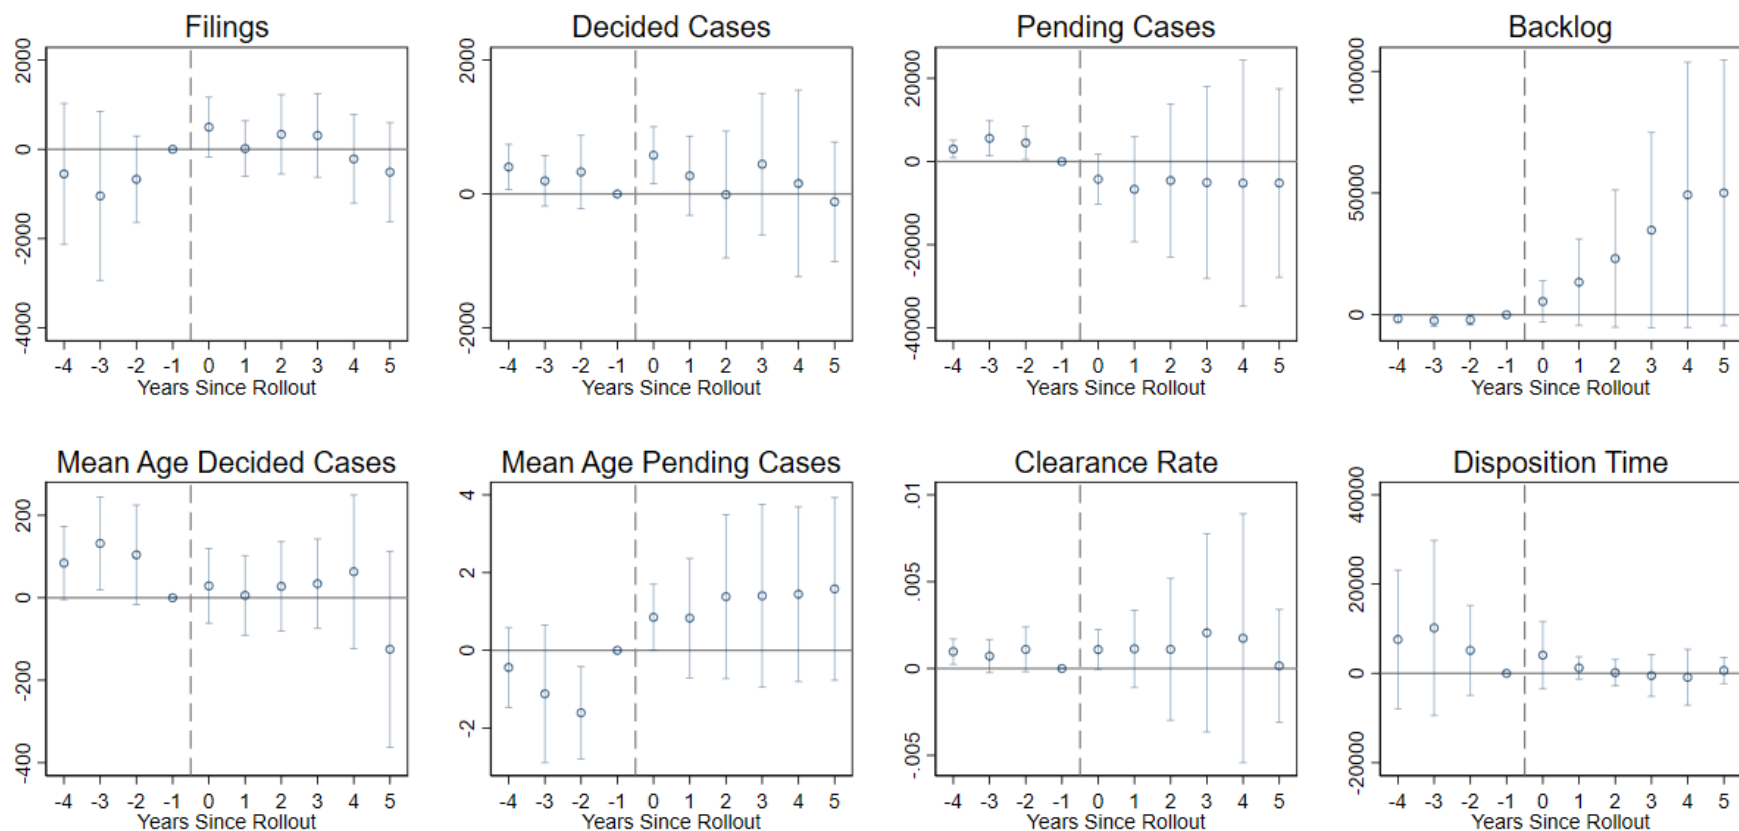 Filings
2000
0
-2000
-4000
-4 -3 -2 -1 0 1 2 3 4 5
Years Since Rollout
Decided Cases
2000
0
-2000
-4 -3 -2 -1 0 1 2 3 4 5
Years Since Rollout
Pending Cases
20000
0
-20000
-40000
-4 -3 -2 -1 0 1 2 3 4 5
Years Since Rollout
Backlog
100000
50000
0
-4 -3 -2 -1 0 1 2 3 4 5
Years Since Rollout
Mean Age Decided Cases
200
0
-200
-400
-4 -3 -2 -1 0 1 2 3 4 5
Years Since Rollout
Mean Age Pending Cases
4
2
0
-2
-4 -3 -2 -1 0 1 2 3 4 5
Years Since Rollout
Clearance Rate
.01
.005
0
-.005
-4 -3 -2 -1 0 1 2 3 4 5
Years Since Rollout
Disposition Time
40000
20000
0
-20000
-4 -3 -2 -1 0 1 2 3 4 5
Years Since Rollout